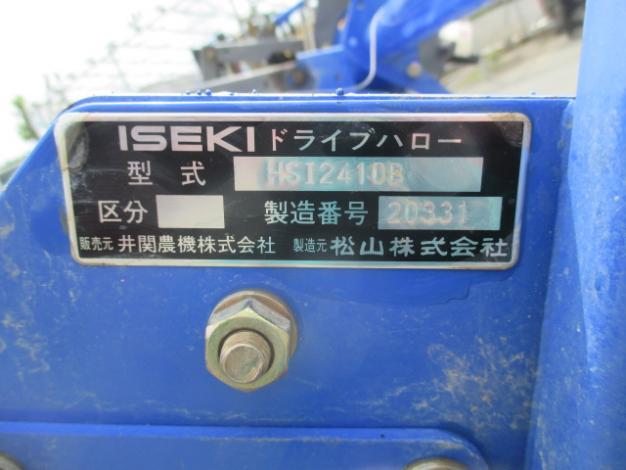 ISEKI ドライブハロー
型式 HSI2410B
区分 製造番号 20331
販売元 井関農機株式会社 製造元 松山株式会社